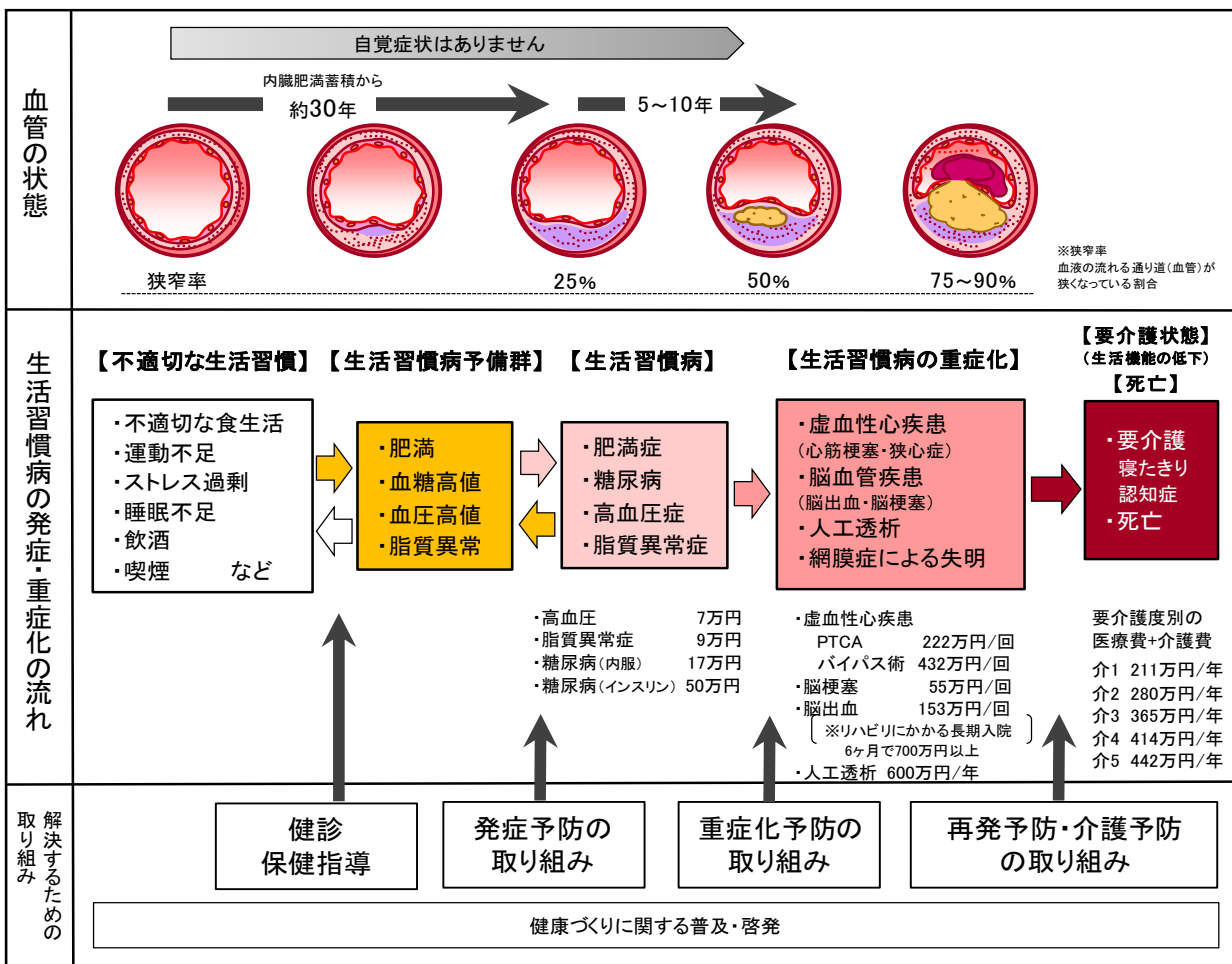 血管の状態
自覚症状はありません
内臓肥満蓄積から
約30年
5～10年
狭窄率
25%
50%
75～90%
※狭窄率
血液の流れる通り道(血管)が
狭くなっている割合
生活習慣病の発症・重症化の流れ
【不適切な生活習慣】
・不適切な食生活
・運動不足
・ストレス過剰
・睡眠不足
・飲酒
・喫煙 など
【生活習慣病予備群】
・肥満
・血糖高値
・血圧高値
・脂質異常
【生活習慣病】
・肥満症
・糖尿病
・高血圧症
・脂質異常症
【生活習慣病の重症化】
・虚血性心疾患
(心筋梗塞・狭心症)
・脳血管疾患
(脳出血・脳梗塞)
・人工透析
・網膜症による失明
【要介護状態】
(生活機能の低下)
【死亡】
・要介護
寝たきり
認知症
・死亡
・高血圧 7万円
・脂質異常症 9万円
・糖尿病(内服) 17万円
・糖尿病(インスリン) 50万円
・虚血性心疾患
PTCA 222万円/回
バイパス術 432万円/回
・脳梗塞 55万円/回
・脳出血 153万円/回
※リハビリにかかる長期入院
6ヶ月で700万円以上
・人工透析 600万円/年
要介護度別の
医療費+介護費
介1 211万円/年
介2 280万円/年
介3 365万円/年
介4 414万円/年
介5 442万円/年
解決するための
取り組み
健診
保健指導
発症予防の
取り組み
重症化予防の
取り組み
再発予防・介護予防
の取り組み
健康づくりに関する普及・啓発